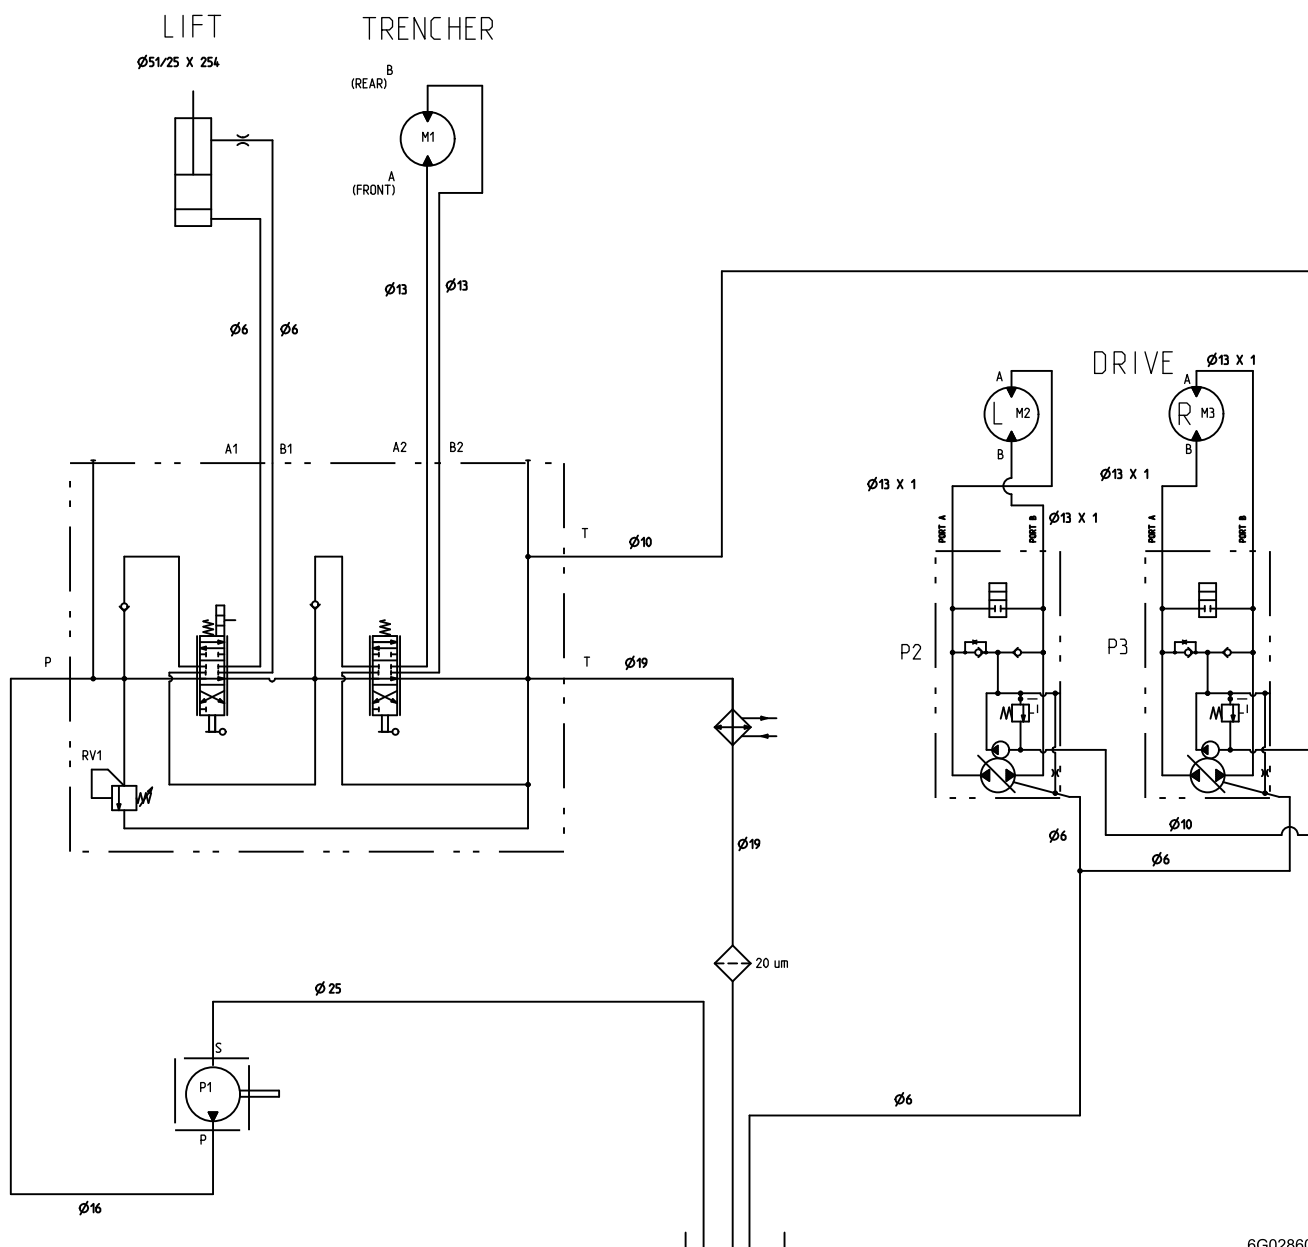 LIFT
TRENCHER
Ø51/25 X 254
B
(REAR)
M1
A
(FRONT)
Ø13
Ø13
Ø6
Ø6
DRIVE
Ø13 X 1
A
A
L
M2
R
M3
B
B
A1
B1
A2
B2
Ø13 X 1
Ø13 X 1
Ø13 X 1
PORT A
PORT B
PORT A
PORT B
T
Ø10
P
T
Ø19
P2
P3
RV1
Ø10
Ø6
Ø6
Ø19
20 um
Ø25
S
P1
P
Ø6
Ø16
6G02860